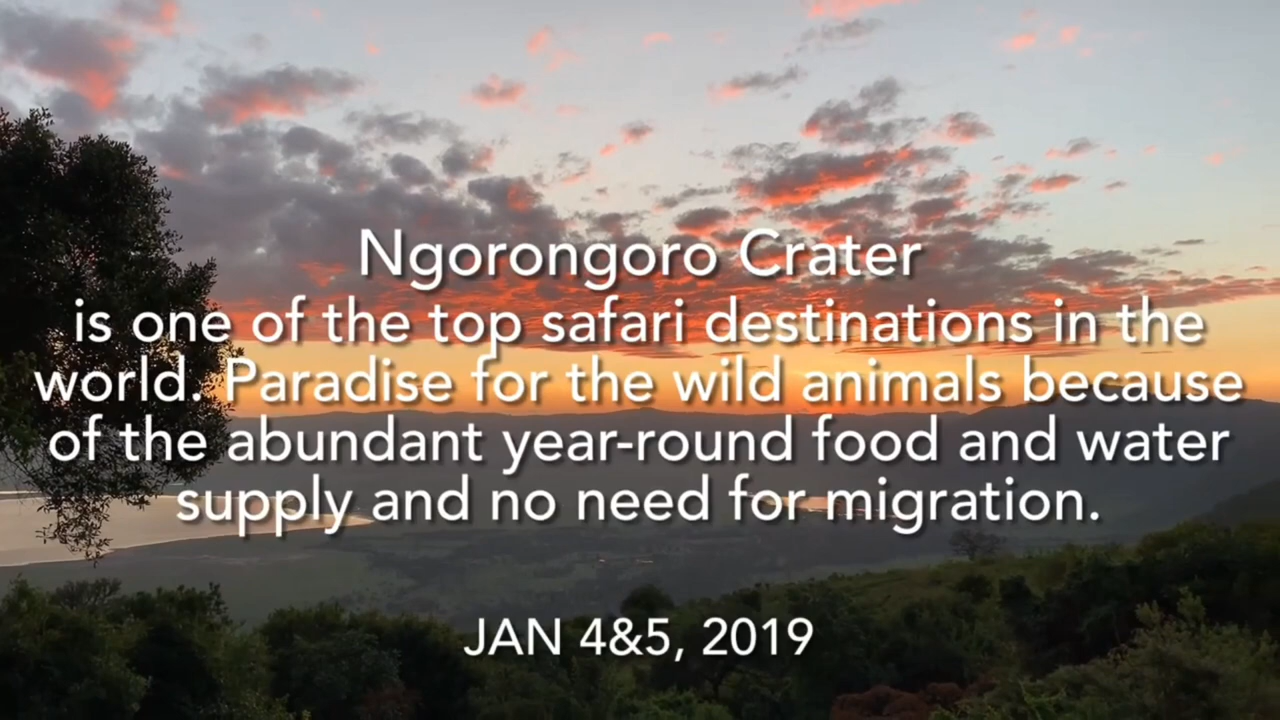 Ngorongoro Crater
is one of the top safari destinations in the
world. Paradise for the wild animals because
of the abundant year-round food and water
supply and no need for migration.
JAN 4&5, 2019